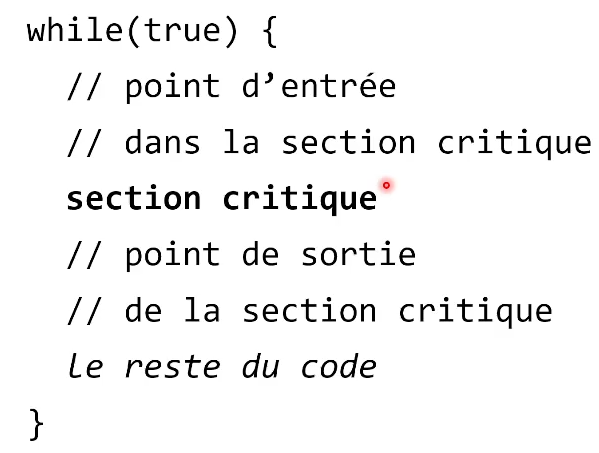 while(true) {
// point d’entrée
// dans la section critique
section critique
// point de sortie
// de la section critique
le reste du code
}